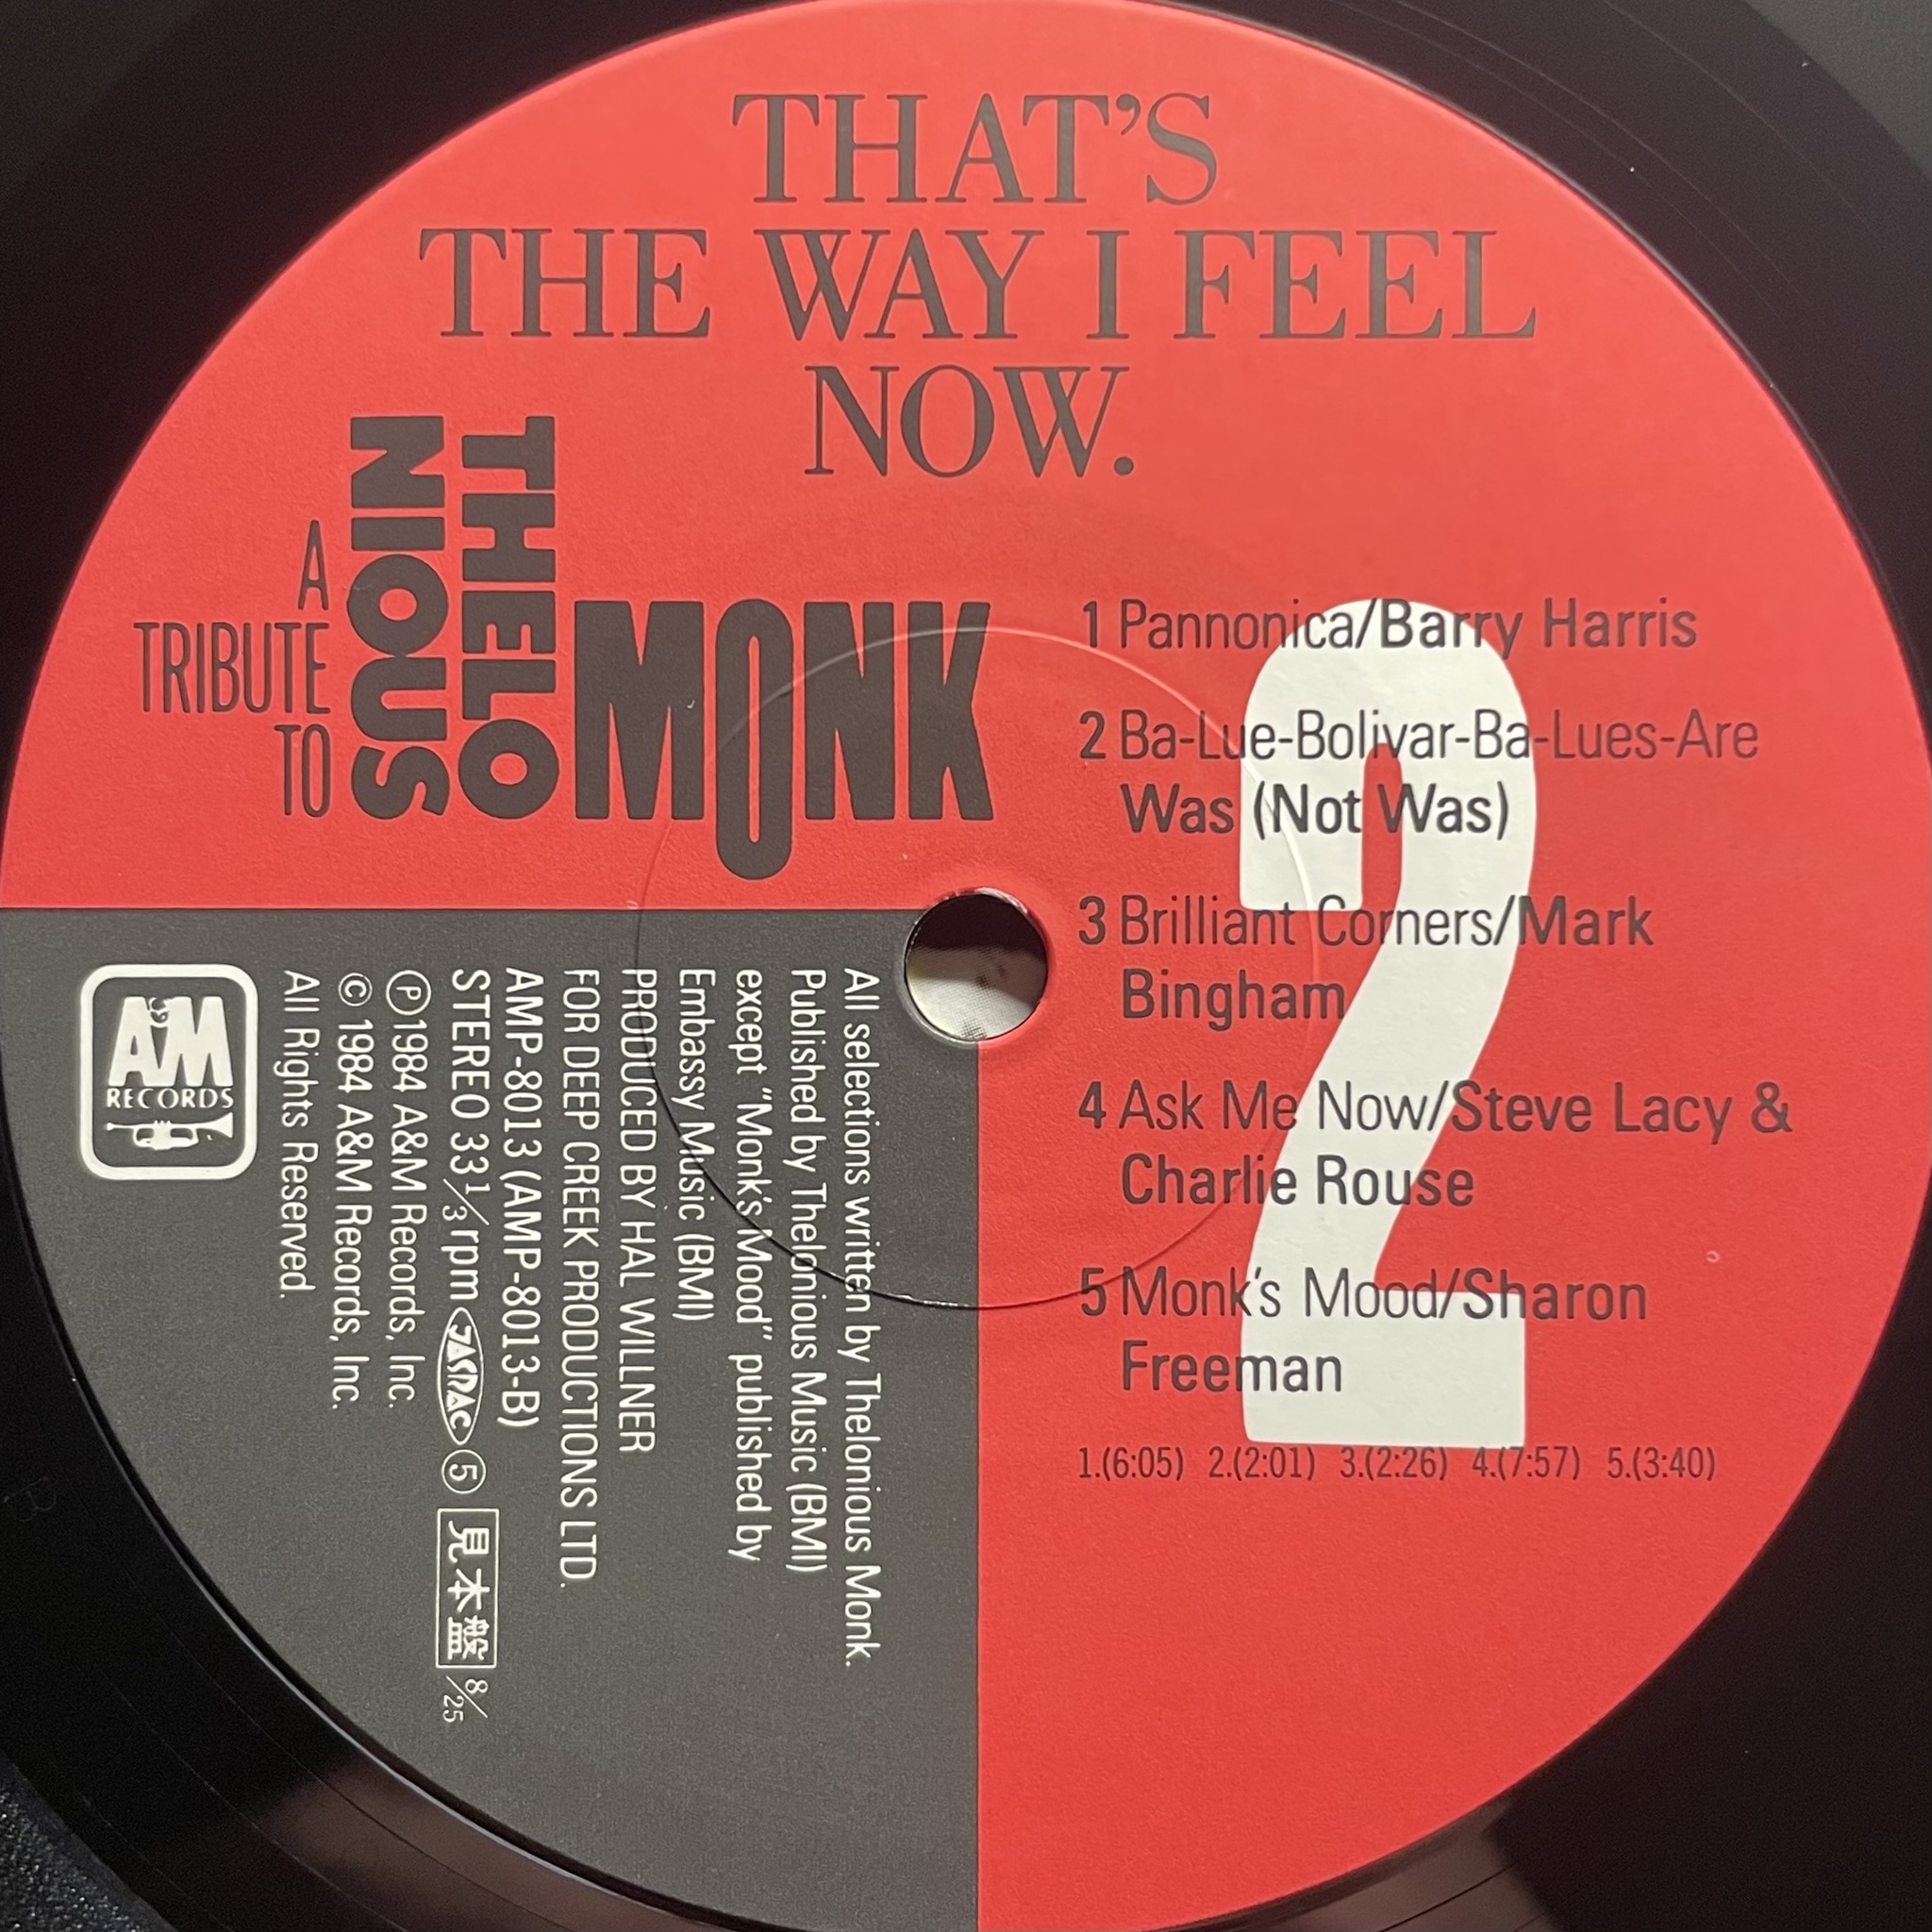 THAT'S
THE WAY I FEEL
NOW.
A
TRIBUTE
TO
THELO
NIOUS
MONK
2
1 Pannonica/Barry Harris
2 Ba-Lue-Bolivar-Ba-Lues-Are
Was (Not Was)
3 Brilliant Corners/Mark
Bingham
4 Ask Me Now/Steve Lacy &
Charlie Rouse
5 Monk's Mood/Sharon
Freeman
1.(6:05) 2.(2:01) 3.(2:26) 4.(7:57) 5.(3:40)
All selections written by Thelonious Monk.
Published by Thelonious Music (BMI)
except "Monk's Mood" published by
Embassy Music (BMI)
PRODUCED BY HAL WILLNER
FOR DEEP CREEK PRODUCTIONS LTD.
AMP-8013 (AMP-8013-B)
STEREO 33 1/3 rpm JASRAC ⑤ 見本盤 8/25
Ⓟ1984 A&M Records, Inc.
© 1984 A&M Records, Inc.
All Rights Reserved.
A&M
RECORDS